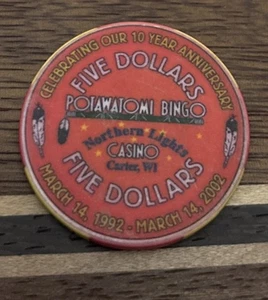 CELEBRATING OUR 10 YEAR ANNIVERSARY
FIVE DOLLARS
POTAWATOMI BINGO
Northern Lights
CASINO
Carter, WI
FIVE DOLLARS
MARCH 14, 1992 - MARCH 14, 2002